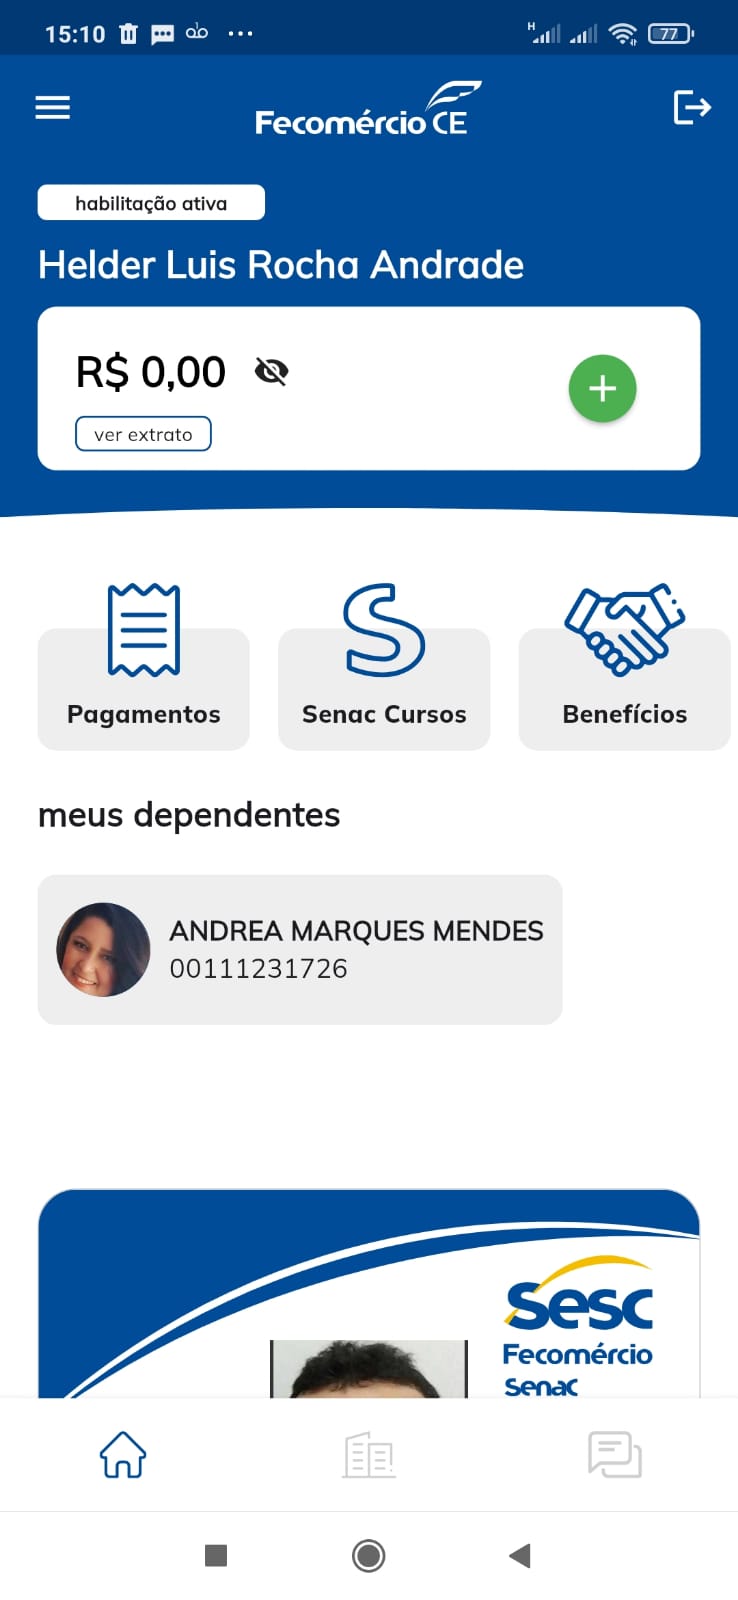 15:10
H
77
Fecomércio CE
habilitação ativa
Helder Luis Rocha Andrade
R$ 0,00
ver extrato
Pagamentos
Senac Cursos
Benefícios
meus dependentes
ANDREA MARQUES MENDES
00111231726
Sesc
Fecomércio
Senac